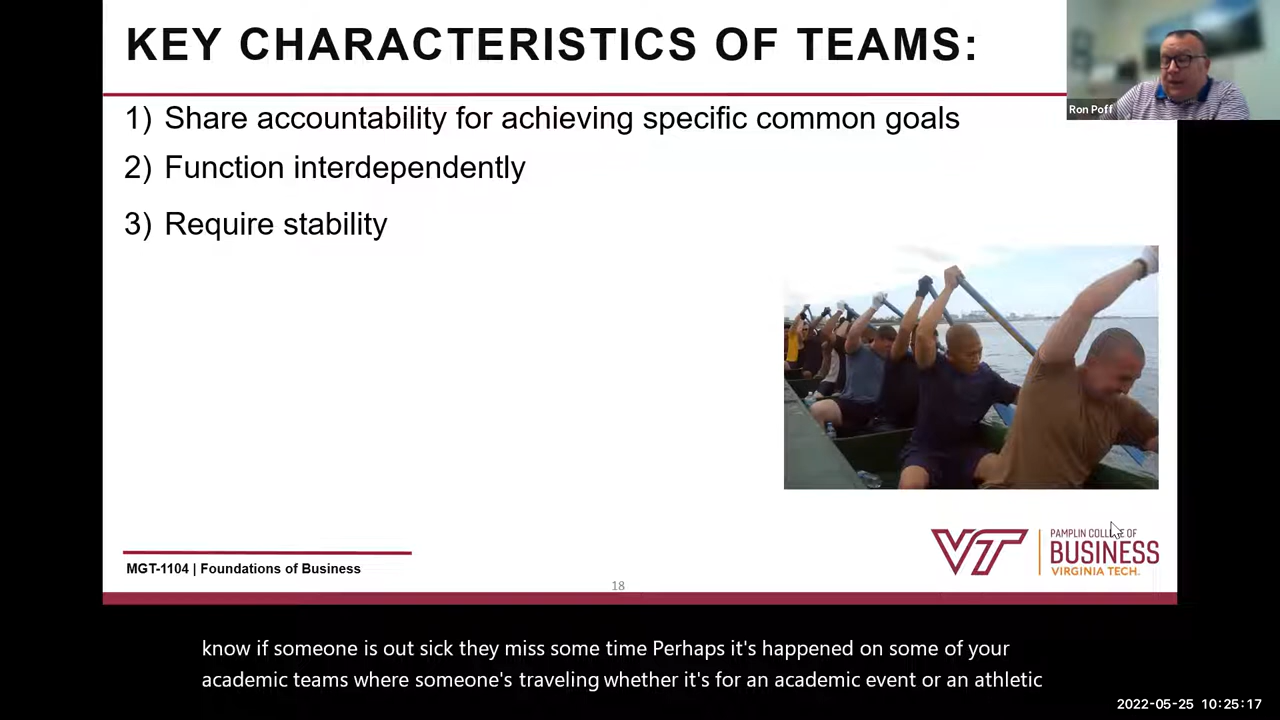 KEY CHARACTERISTICS OF TEAMS:
Ron Poff
1) Share accountability for achieving specific common goals
2) Function interdependently
3) Require stability
VT
PAMPLIN COLLEGE OF
BUSINESS
VIRGINIA TECH.
MGT-1104 | Foundations of Business
18
know if someone is out sick they miss some time Perhaps it's happened on some of your
academic teams where someone's traveling whether it's for an academic event or an athletic
2022-05-25 10:25:17